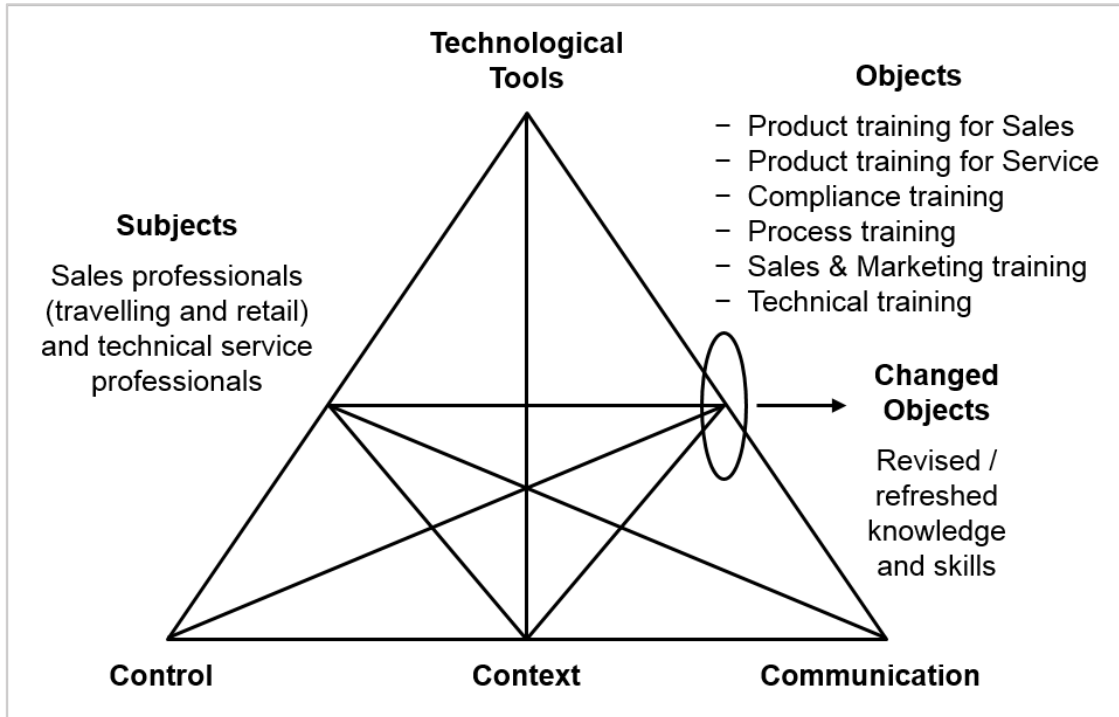 Technological
Tools
Objects
− Product training for Sales
− Product training for Service
− Compliance training
− Process training
− Sales & Marketing training
− Technical training
Subjects
Sales professionals
(travelling and retail)
and technical service
professionals
Changed
Objects
Revised /
refreshed
knowledge
and skills
Control
Context
Communication